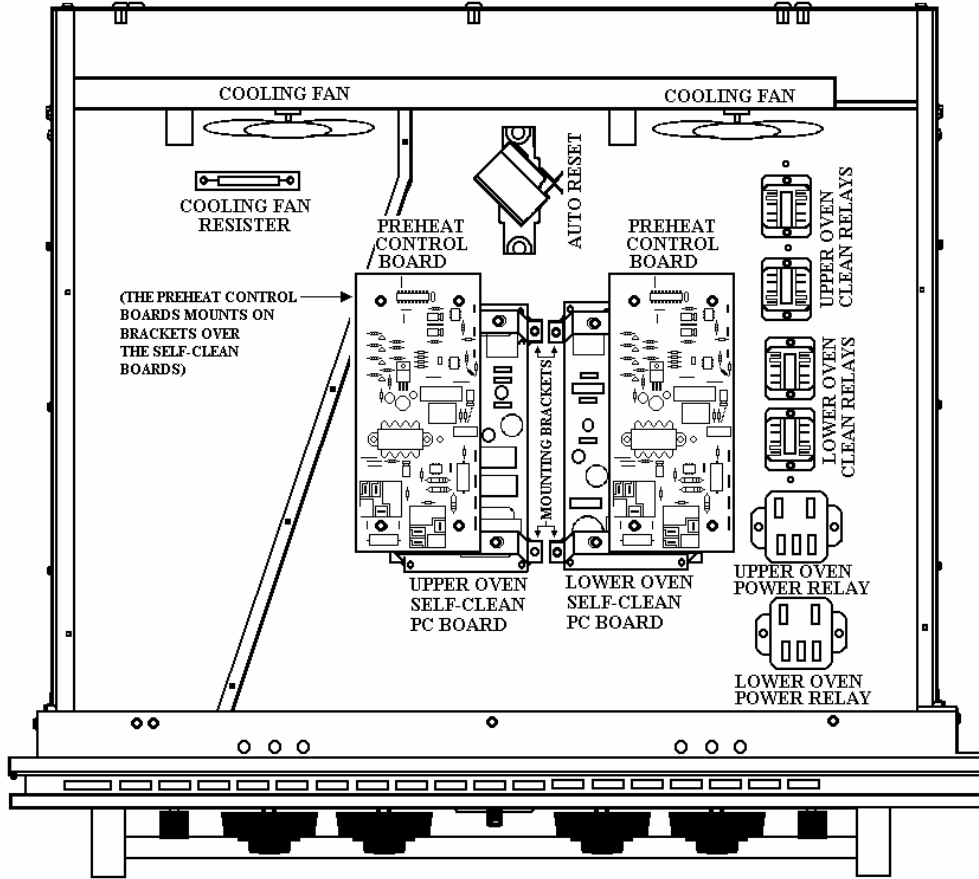 COOLING FAN
COOLING FAN
AUTO RESET
COOLING FAN
RESISTER
PREHEAT
CONTROL
BOARD
PREHEAT
CONTROL
BOARD
UPPER OVEN
CLEAN RELAYS
(THE PREHEAT CONTROL
BOARDS MOUNTS ON
BRACKETS OVER
THE SELF-CLEAN
BOARDS)
MOUNTING BRACKETS
LOWER OVEN
CLEAN RELAYS
UPPER OVEN
SELF-CLEAN
PC BOARD
LOWER OVEN
SELF-CLEAN
PC BOARD
UPPER OVEN
POWER RELAY
LOWER OVEN
POWER RELAY